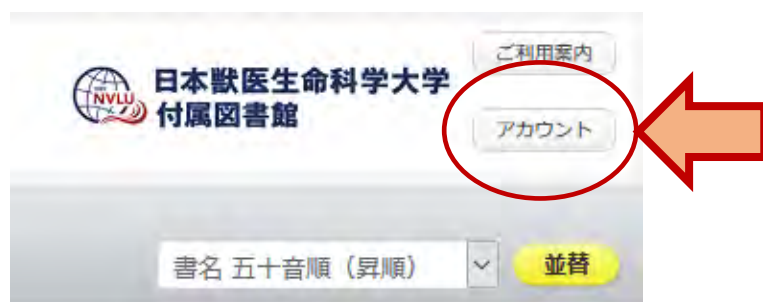 ご利用案内
NVLU
日本獣医生命科学大学
付属図書館
アカウント
書名 五十音順（昇順）
並替